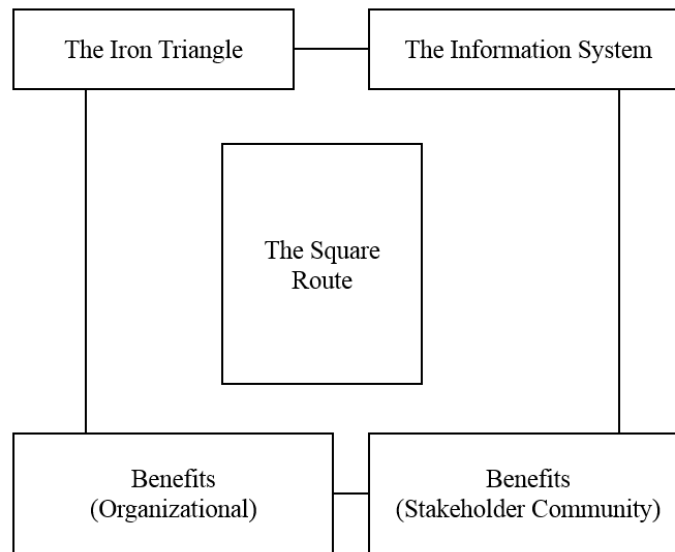 The Iron Triangle
The Information System
The Square
Route
Benefits
(Organizational)
Benefits
(Stakeholder Community)